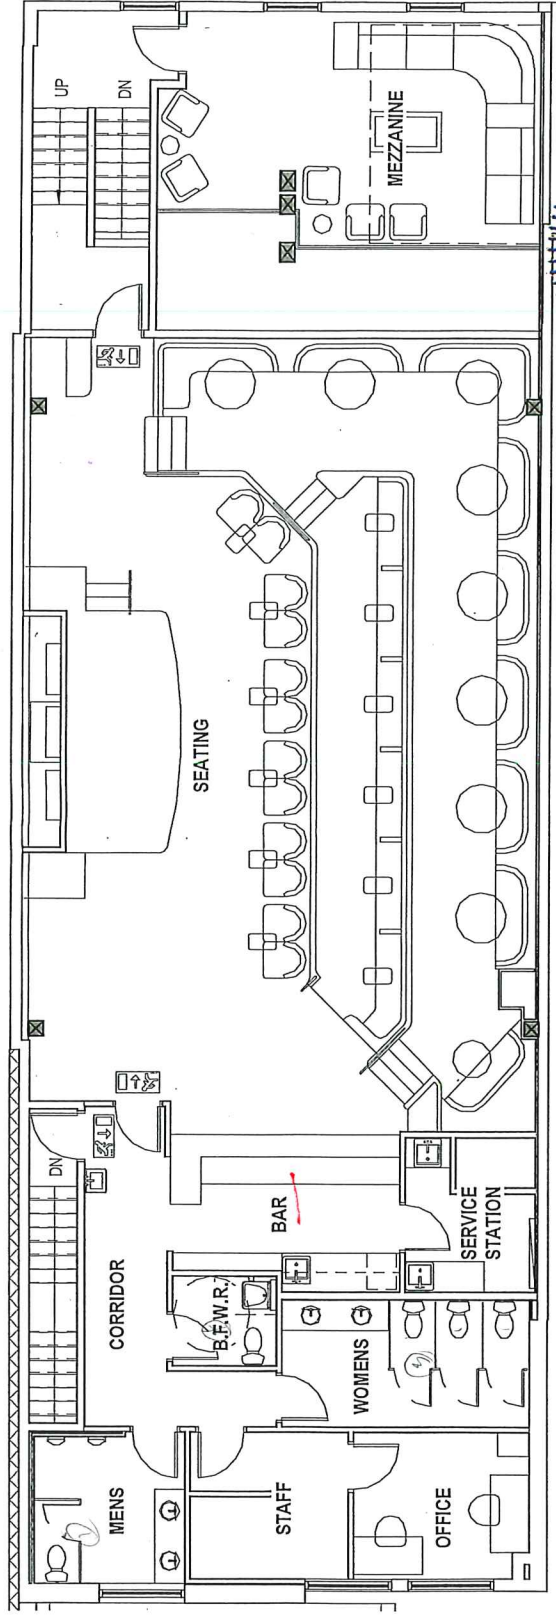 UP
DN
MEZZANINE
SEATING
DN
BAR
SERVICE
STATION
CORRIDOR
B.F.W.R.
WOMENS
MENS
STAFF
OFFICE